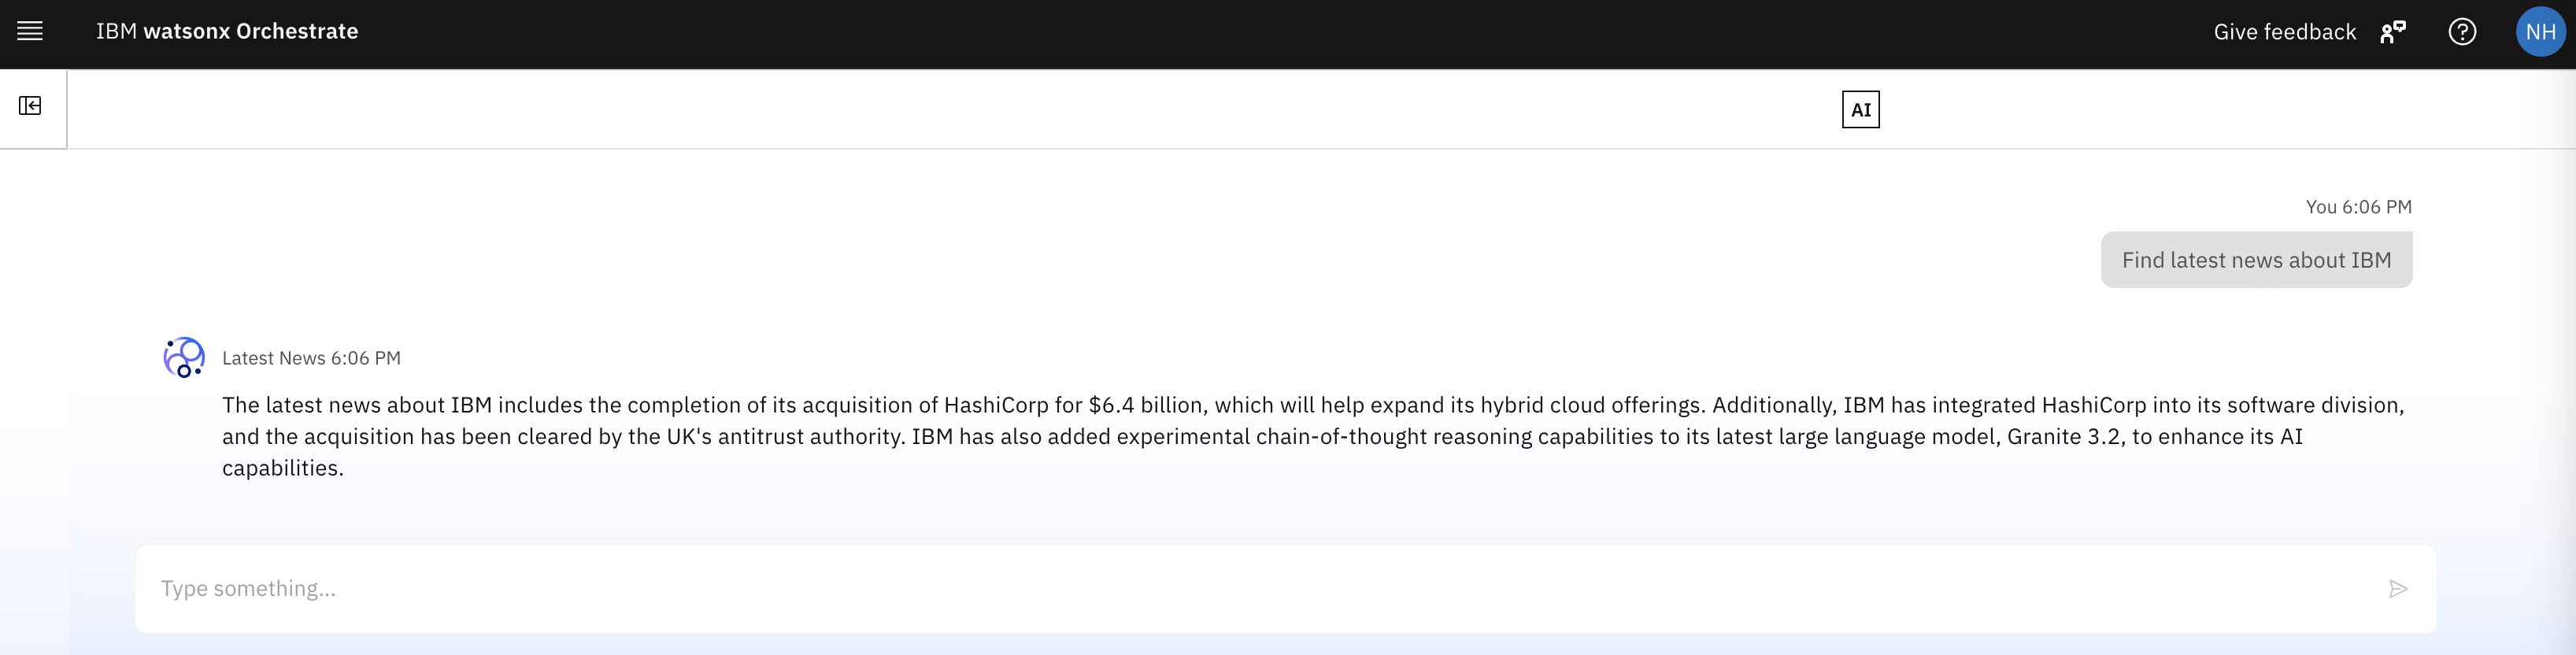 IBM watsonx Orchestrate
Give feedback
NH
AI
You 6:06 PM
Find latest news about IBM
Latest News 6:06 PM
The latest news about IBM includes the completion of its acquisition of HashiCorp for $6.4 billion, which will help expand its hybrid cloud offerings. Additionally, IBM has integrated HashiCorp into its software division,
and the acquisition has been cleared by the UK's antitrust authority. IBM has also added experimental chain-of-thought reasoning capabilities to its latest large language model, Granite 3.2, to enhance its AI
capabilities.
Type something...